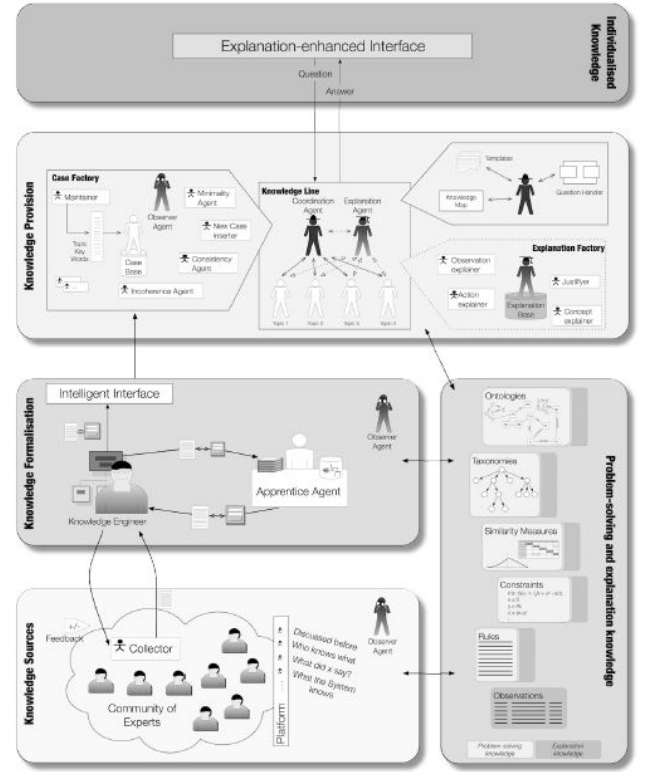 Explanation-enhanced Interface
Individualised
Knowledge
Question
Answer
Knowledge Provision
Case Factory
Maintainer
Topic
Key
Words
Case
Base
Observer
Agent
Minimality
Agent
New Case
Inserter
Consistency
Agent
Incoherence Agent
Knowledge Line
Coordination
Agent
Explanation
Agent
Topic 1
Topic 2
Topic 3
Templates
Knowledge
Map
Question Handler
Explanation Factory
Observation
explainer
Action
explainer
Explanation
Base
Justifyer
Concept
explainer
Knowledge Formalisation
Intelligent Interface
Knowledge Engineer
Apprentice Agent
Observer
Agent
Knowledge Sources
Feedback
+/-
Collector
Community of
Experts
Platform
Discussed before
Who knows what
What did x say?
What the System
knows
Observer
Agent
Problem-solving and explanation knowledge
Ontologies
Taxonomies
Similarity Measures
Constraints
Rules
Observations
Problem-solving
knowledge
Explanation
knowledge